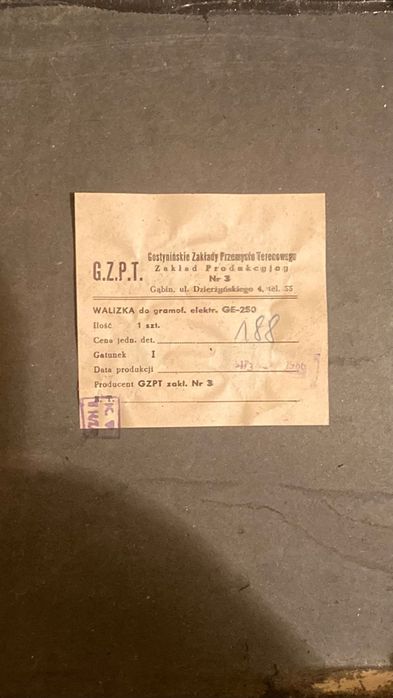 G.Z.P.T.
Gostynińskie Zakłady Przemysłu Terenowego
Zakład Produkcyjny
Nr 3
Gąbin, ul. Dzierżyńskiego 4, tel. 55
WALIZKA do gramof. elektr. GE-250
Ilość 1 szt.
Cena jedn. det. 188
Gatunek I
Data produkcji
Producent GZPT zakł. Nr 3